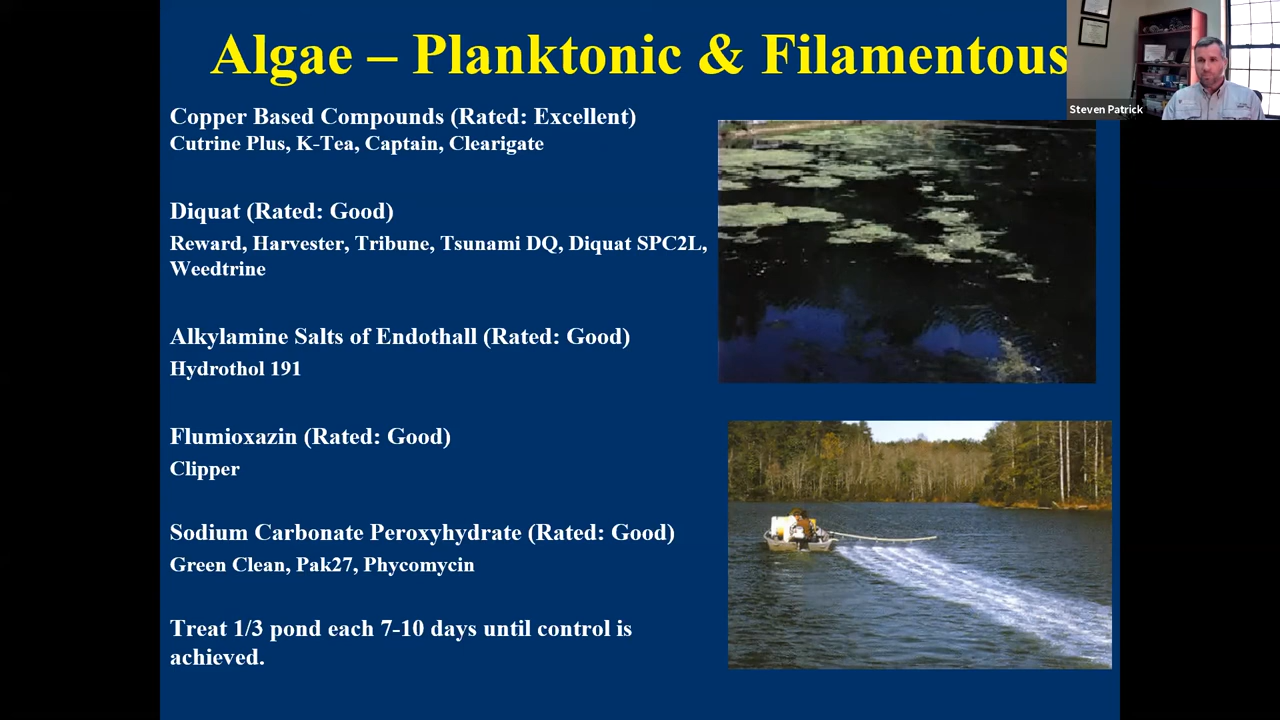 Algae – Planktonic & Filamentous
Steven Patrick
Copper Based Compounds (Rated: Excellent)
Cutrine Plus, K-Tea, Captain, Clearigate
Diquat (Rated: Good)
Reward, Harvester, Tribune, Tsunami DQ, Diquat SPC2L,
Weedtrine
Alkylamine Salts of Endothall (Rated: Good)
Hydrothol 191
Flumioxazin (Rated: Good)
Clipper
Sodium Carbonate Peroxyhydrate (Rated: Good)
Green Clean, Pak27, Phycomycin
Treat 1/3 pond each 7-10 days until control is
achieved.